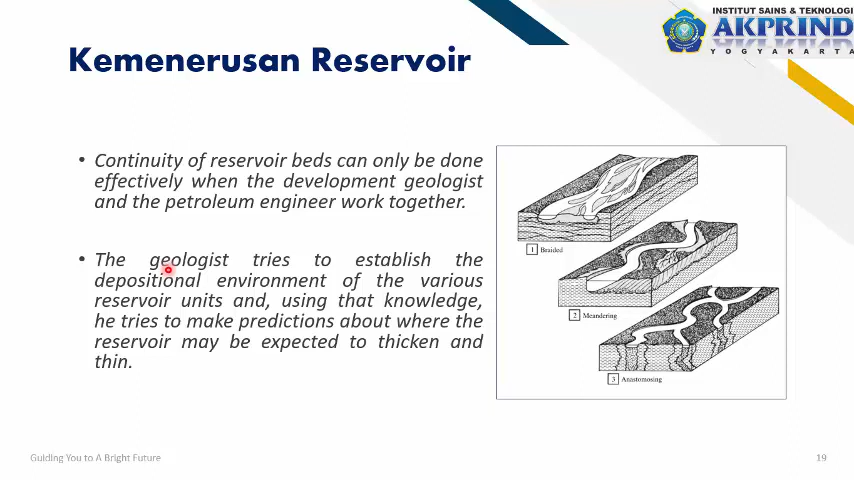 INSTITUT SAINS & TEKNOLOGI
AKPRIND
YOGYAKARTA
Kemenerusan Reservoir
• Continuity of reservoir beds can only be done
effectively when the development geologist
and the petroleum engineer work together.
• The geologist tries to establish the
depositional environment of the various
reservoir units and, using that knowledge,
he tries to make predictions about where the
reservoir may be expected to thicken and
thin.
1 Braided
2 Meandering
3 Anastomosing
Guiding You to A Bright Future
19